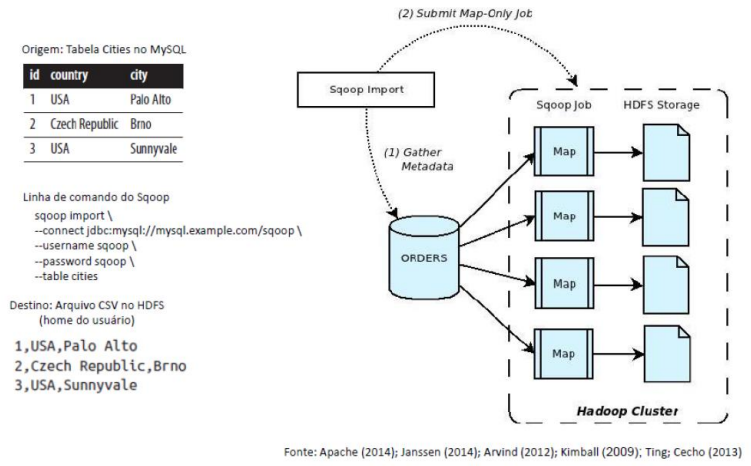 Origem: Tabela Cities no MySQL
id country city
1 USA Palo Alto
2 Czech Republic Brno
3 USA Sunnyvale
Linha de comando do Sqoop
sqoop import \
--connect jdbc:mysql://mysql.example.com/sqoop \
--username sqoop \
--password sqoop \
--table cities
Destino: Arquivo CSV no HDFS
(home do usuário)
1,USA,Palo Alto
2,Czech Republic,Brno
3,USA,Sunnyvale
(2) Submit Map-Only Job
Sqoop Import
(1) Gather
Metadata
ORDERS
Sqoop Job
HDFS Storage
Map
Map
Map
Map
Hadoop Cluster
Fonte: Apache (2014); Janssen (2014); Arvind (2012); Kimball (2009); Ting; Cecho (2013)